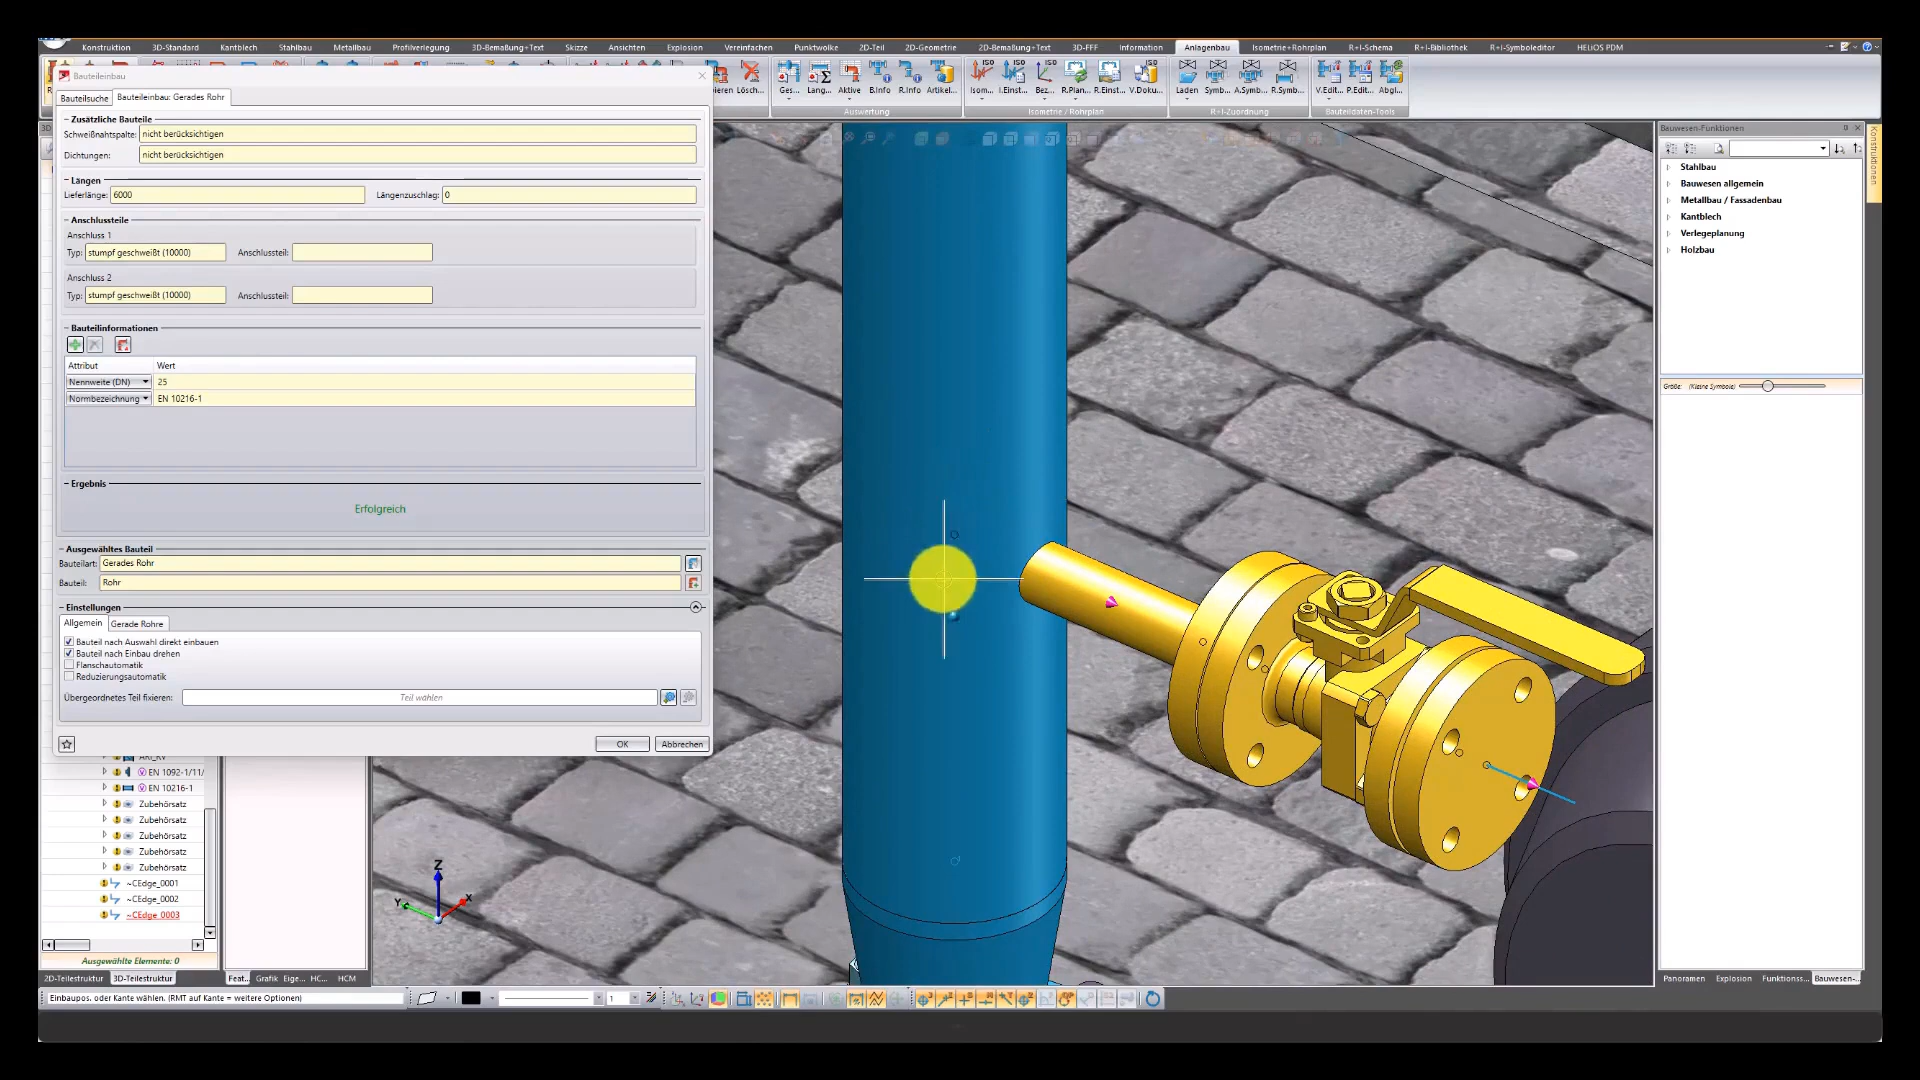 Konstruktion 3D-Standard Kantblech Stahlbau Metallbau Profilverlegung 3D-Bemaßung+Text Skizze Ansichten Explosion Vereinfachen Punktwolke 2D-Teil 2D-Geometrie 2D-Bemaßung+Text 3D-FFF Information Anlagenbau Isometrie+Rohrplan R+I-Schema R+I-Bibliothek R+I-Symboleditor HELiOS PDM
Lösch... Ges... Lang... Aktive B.Info R.Info Artikel... Isom... I.Einst... Bez... R.Plan... R.Einst... V.Doku... Laden Symb... A.Symb... R.Symb... V.Edit... P.Edit... Abgl...
Auswertung Isometrie / Rohrplan R+I-Zuordnung Bauteildaten-Tools
Bauteileinbau
Bauteilsuche Bauteileinbau: Gerades Rohr
Zusätzliche Bauteile
Schweißnahtspalte: nicht berücksichtigen
Dichtungen: nicht berücksichtigen
Längen
Lieferlänge: 6000 Längenzuschlag: 0
Anschlussteile
Anschluss 1
Typ: stumpf geschweißt (10000) Anschlussteil:
Anschluss 2
Typ: stumpf geschweißt (10000) Anschlussteil:
Bauteilinformationen
Attribut Wert
Nennweite (DN) 25
Normbezeichnung EN 10216-1
Ergebnis
Erfolgreich
Ausgewähltes Bauteil
Bauteilart: Gerades Rohr
Bauteil: Rohr
Einstellungen
Allgemein Gerade Rohre
Bauteil nach Auswahl direkt einbauen
Bauteil nach Einbau drehen
Flanschautomatik
Reduzierungsautomatik
Übergeordnetes Teil fixieren: Teil wählen
OK Abbrechen
EN 1092-1/11/
EN 10216-1
Zubehörsatz
Zubehörsatz
Zubehörsatz
Zubehörsatz
Zubehörsatz
~CEdge_0001
~CEdge_0002
~CEdge_0003
Ausgewählte Elemente: 0
2D-Teilestruktur 3D-Teilestruktur Feat... Grafik Eige... HC... HCM
Einbaupos. oder Kante wählen. (RMT auf Kante = weitere Optionen)
1
Z
Y
X
Bauwesen-Funktionen
Stahlbau
Bauwesen allgemein
Metallbau / Fassadenbau
Kantblech
Verlegeplanung
Holzbau
Größe: (Kleine Symbole)
Panoramen Explosion Funktionss... Bauwesen-...
Konstruktionen